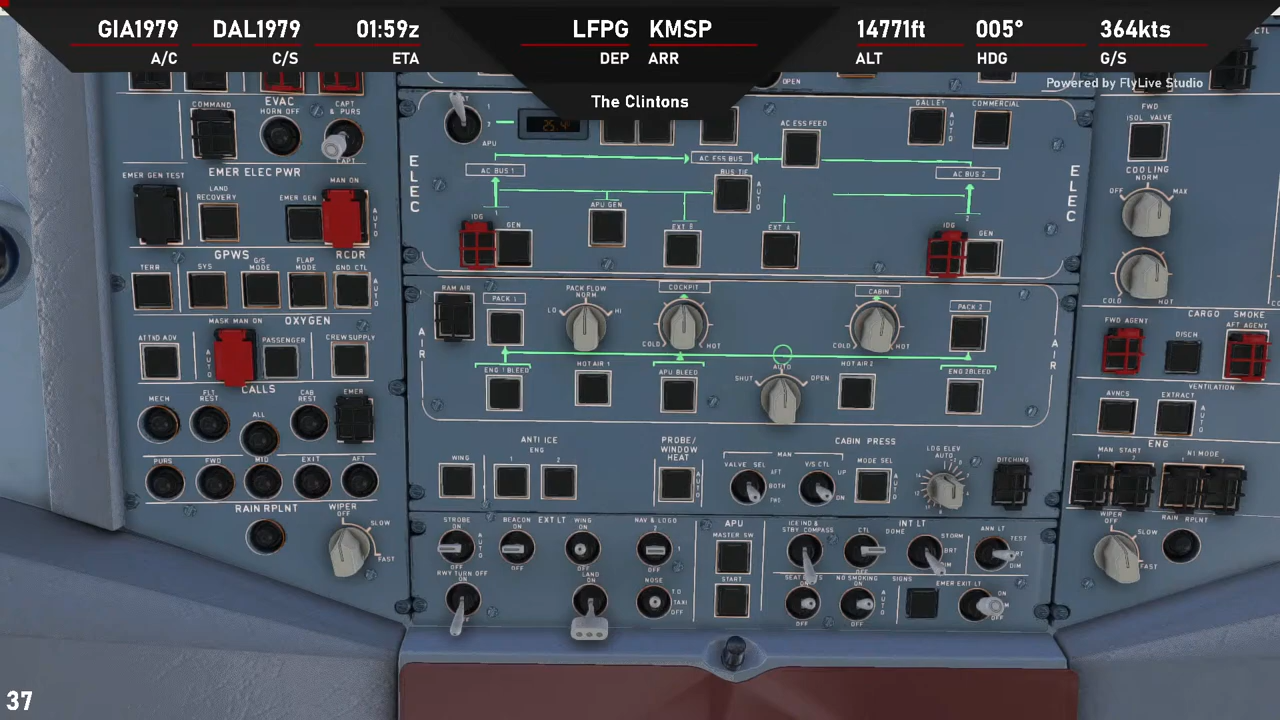 GIA1979 DAL1979 01:59z LFPG KMSP 14771ft 005° 364kts
A/C C/S ETA DEP ARR ALT HDG G/S
The Clintons
Powered by FlyLive Studio
OPEN
EVAC
COMMAND HORN OFF CAPT & PURS
CAPT
EMER ELEC PWR
EMER GEN TEST LAND RECOVERY EMER GEN MAN ON
AUTO
GPWS RCDR
TERR SYS G/S MODE FLAP MODE GND CTL
AUTO
OXYGEN
ATTND ADV MASK MAN ON PASSENGER CREW SUPPLY
AUTO
CALLS
MECH FLT REST ALL CAB REST EMER
PURS FWD MID EXIT AFT
RAIN RPLNT WIPER
OFF SLOW
FAST
ELEC ELEC
APU
GALLEY COMMERCIAL
AUTO
AC ESS FEED
AC ESS BUS
AC BUS 1 BUS TIE AC BUS 2
AUTO
APU GEN
IDG GEN EXT B EXT A IDG GEN
AIR AIR
RAM AIR PACK 1 PACK FLOW COCKPIT CABIN PACK 2
NORM
LO HI
COLD HOT COLD HOT
ENG 1 BLEED HOT AIR 1 APU BLEED AUTO HOT AIR 2 ENG 2 BLEED
SHUT OPEN
ANTI ICE PROBE/ WINDOW HEAT CABIN PRESS
WING ENG 1 2 AUTO
MAN
VALVE SEL V/S CTL MODE SEL LDG ELEV AUTO DITCHING
AFT BOTH FWD UP DN AUTO
EXT LT APU INT LT
STROBE ON BEACON ON WING ON NAV & LOGO 2
AUTO 1
OFF OFF OFF OFF
RWY TURN OFF ON LAND ON NOSE
T.O TAXI OFF
MASTER SW
START
ICE IND & STBY COMPASS CTL DOME STORM ANN LT
BRT DIM TEST BRT DIM
SEAT BELTS ON NO SMOKING ON SIGNS EMER EXIT LT
AUTO ON
OFF OFF
FWD
ISOL VALVE
COOLING
NORM
OFF MAX
COLD HOT
CARGO SMOKE
FWD AGENT DISCH AFT AGENT
VENTILATION
AVNCS EXTRACT
AUTO
ENG
MAN START N1 MODE
1 2 1 2
WIPER OFF RAIN RPLNT
SLOW
FAST
37